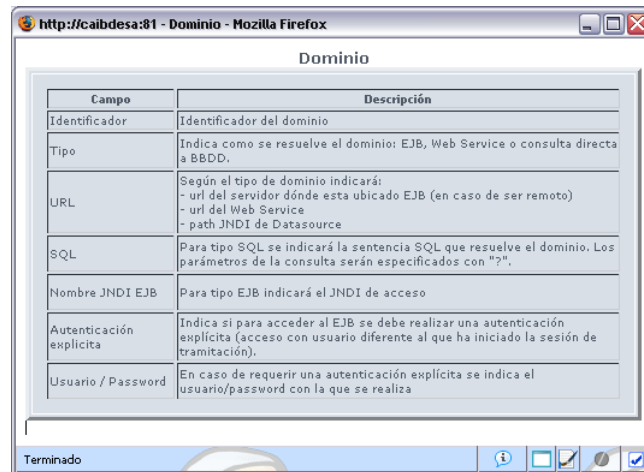 http://caibdesa:81 - Dominio - Mozilla Firefox
Dominio
Campo Descripción
Identificador Identificador del dominio
Tipo Indica como se resuelve el dominio: EJB, Web Service o consulta directa
a BBDD.
URL Según el tipo de dominio indicará:
- url del servidor dónde esta ubicado EJB (en caso de ser remoto)
- url del Web Service
- path JNDI de Datasource
SQL Para tipo SQL se indicará la sentencia SQL que resuelve el dominio. Los
parámetros de la consulta serán especificados con "?".
Nombre JNDI EJB Para tipo EJB indicará el JNDI de acceso
Autenticación
explicita
Indica si para acceder al EJB se debe realizar una autenticación
explícita (acceso con usuario diferente al que ha iniciado la sesión de
tramitación).
Usuario / Password En caso de requerir una autenticación explícita se indica el
usuario/password con la que se realiza
Terminado